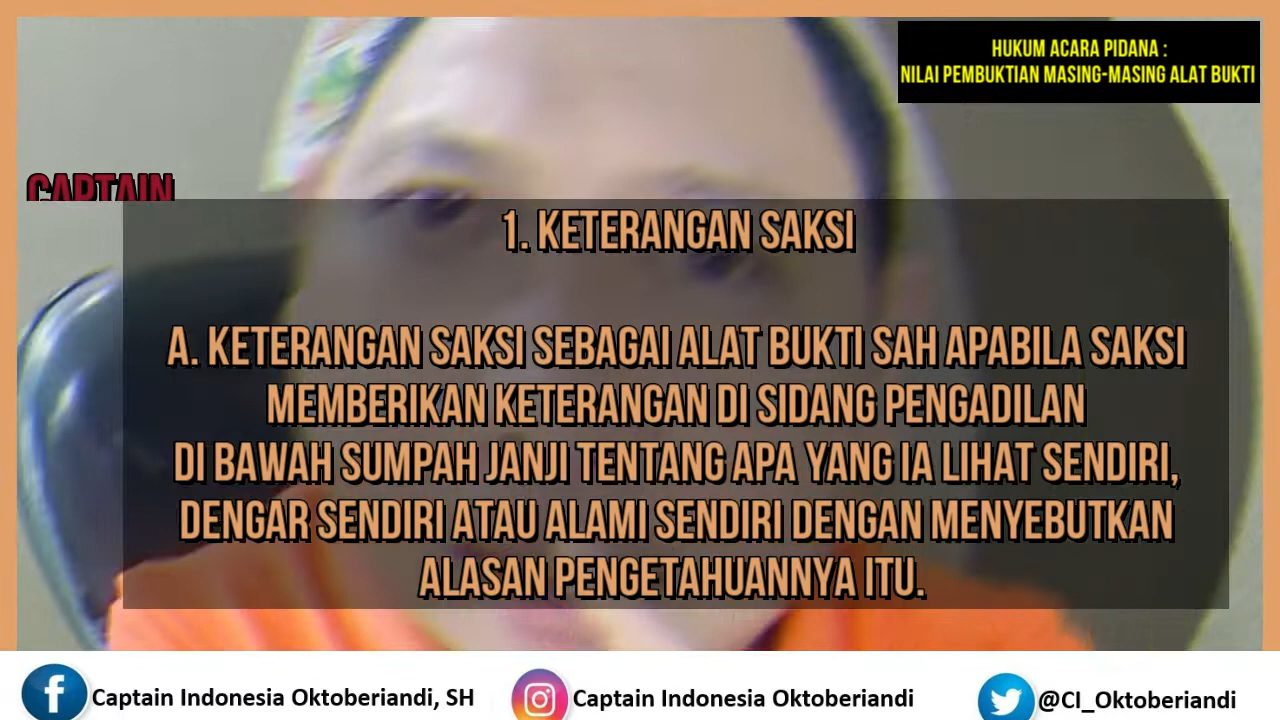 HUKUM ACARA PIDANA :
NILAI PEMBUKTIAN MASING-MASING ALAT BUKTI
CAPTAIN
1. KETERANGAN SAKSI
A. KETERANGAN SAKSI SEBAGAI ALAT BUKTI SAH APABILA SAKSI
MEMBERIKAN KETERANGAN DI SIDANG PENGADILAN
DI BAWAH SUMPAH JANJI TENTANG APA YANG IA LIHAT SENDIRI,
DENGAR SENDIRI ATAU ALAMI SENDIRI DENGAN MENYEBUTKAN
ALASAN PENGETAHUANNYA ITU.
Captain Indonesia Oktoberiandi, SH
Captain Indonesia Oktoberiandi
@CI_Oktoberiandi